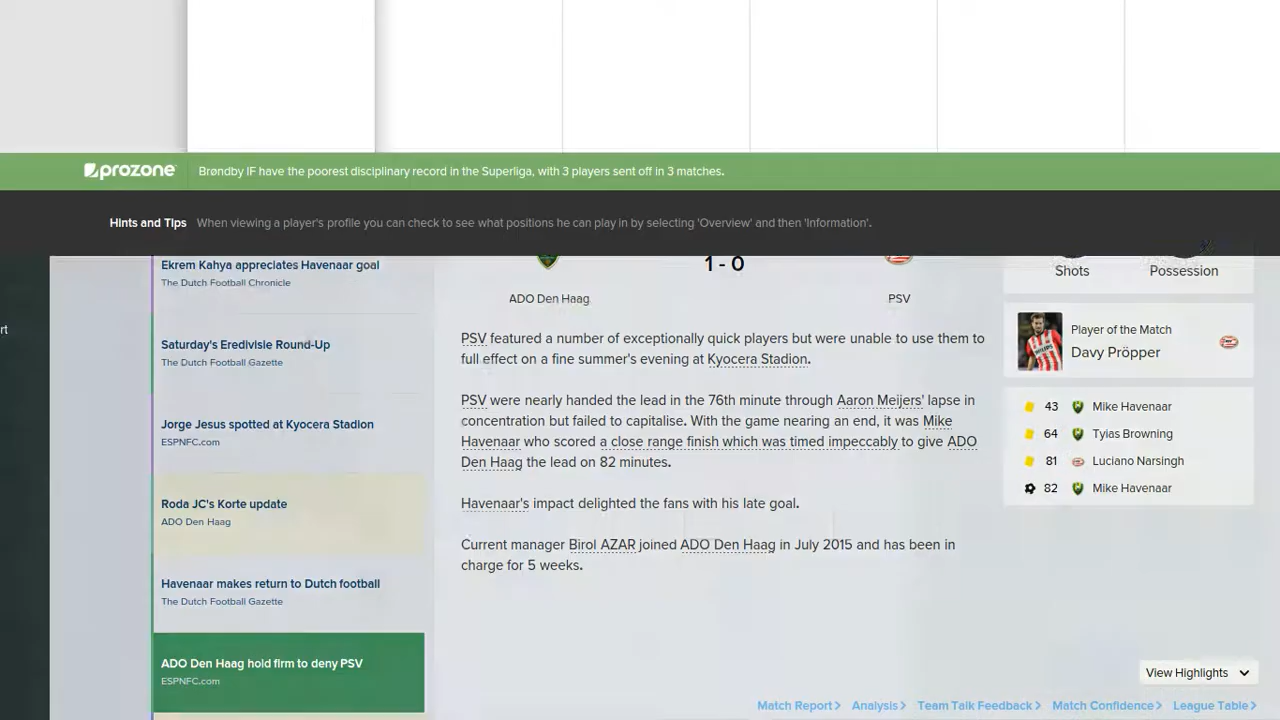 prozone
Brøndby IF have the poorest disciplinary record in the Superliga, with 3 players sent off in 3 matches.
Hints and Tips When viewing a player's profile you can check to see what positions he can play in by selecting 'Overview' and then 'Information'.
rt
Ekrem Kahya appreciates Havenaar goal
The Dutch Football Chronicle
Saturday's Eredivisie Round-Up
The Dutch Football Gazette
Jorge Jesus spotted at Kyocera Stadion
ESPNFC.com
Roda JC's Korte update
ADO Den Haag
Havenaar makes return to Dutch football
The Dutch Football Gazette
ADO Den Haag hold firm to deny PSV
ESPNFC.com
1 - 0
ADO Den Haag
PSV
PSV featured a number of exceptionally quick players but were unable to use them to
full effect on a fine summer's evening at Kyocera Stadion.
PSV were nearly handed the lead in the 76th minute through Aaron Meijers' lapse in
concentration but failed to capitalise. With the game nearing an end, it was Mike
Havenaar who scored a close range finish which was timed impeccably to give ADO
Den Haag the lead on 82 minutes.
Havenaar's impact delighted the fans with his late goal.
Current manager Birol AZAR joined ADO Den Haag in July 2015 and has been in
charge for 5 weeks.
Shots
Possession
Player of the Match
Davy Pröpper
43 Mike Havenaar
64 Tyias Browning
81 Luciano Narsingh
82 Mike Havenaar
View Highlights
Match Report
Analysis
Team Talk Feedback
Match Confidence
League Table